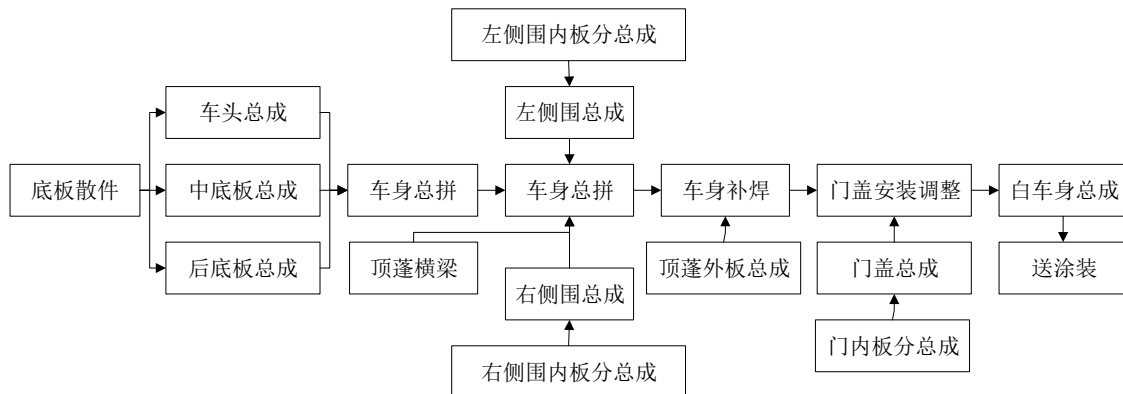 左侧围内板分总成
车头总成
左侧围总成
底板散件
中底板总成
车身总拼
车身总拼
车身补焊
门盖安装调整
白车身总成
后底板总成
顶蓬横梁
顶蓬外板总成
门盖总成
送涂装
右侧围总成
门内板分总成
右侧围内板分总成